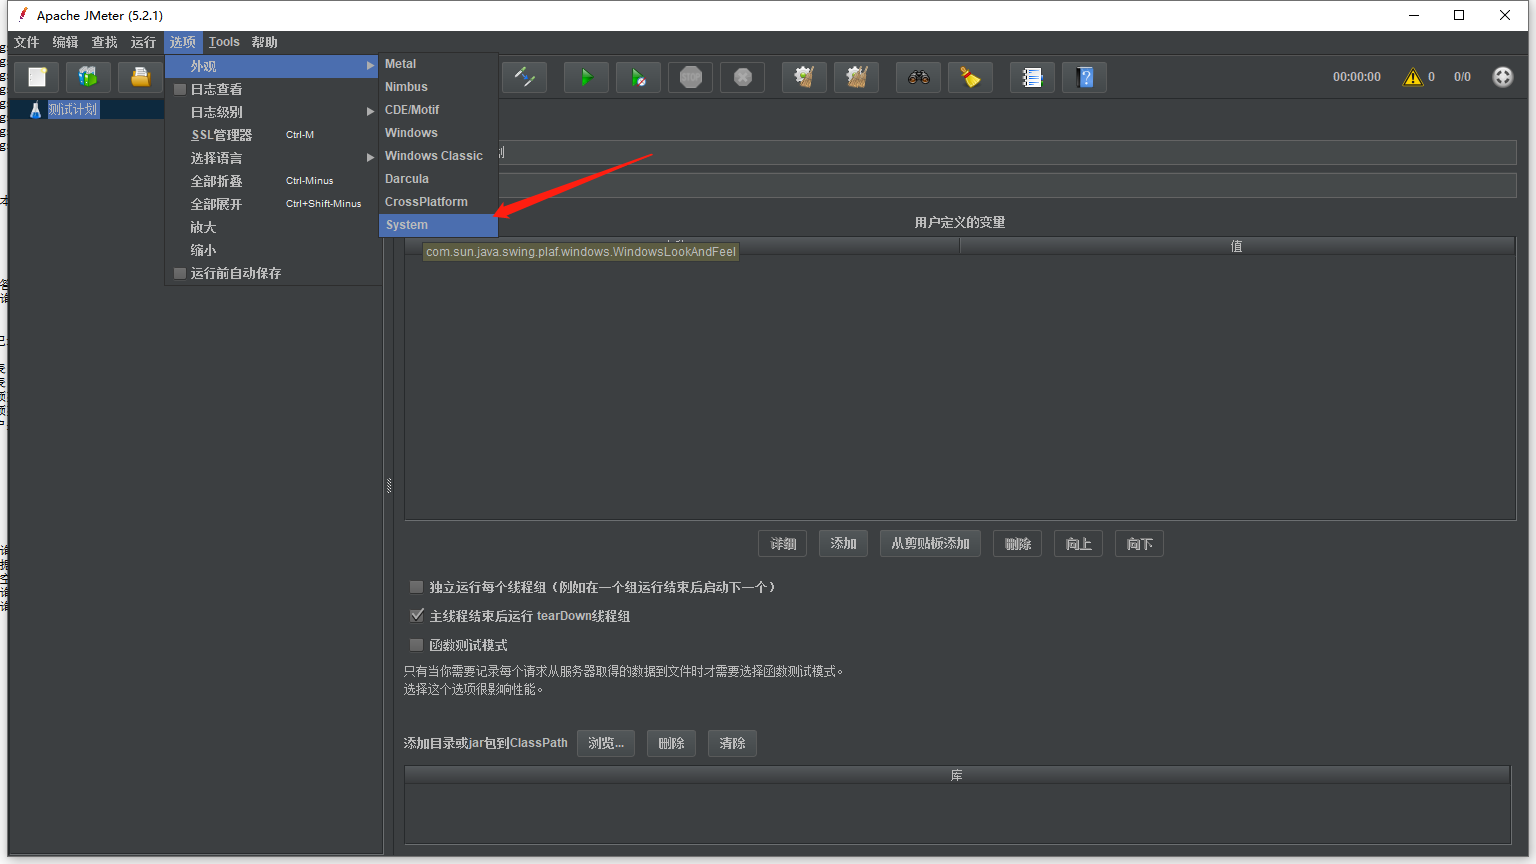 Apache JMeter (5.2.1)
文件 编辑 查找 运行 选项 Tools 帮助
外观
日志查看
日志级别
SSL管理器 Ctrl-M
选择语言
全部折叠 Ctrl-Minus
全部展开 Ctrl+Shift-Minus
放大
缩小
运行前自动保存
Metal
Nimbus
CDE/Motif
Windows
Windows Classic
Darcula
CrossPlatform
System
com.sun.java.swing.plaf.windows.WindowsLookAndFeel
STOP
00:00:00 0 0/0
测试计划
用户定义的变量
值
详细 添加 从剪贴板添加 删除 向上 向下
独立运行每个线程组（例如在一个组运行结束后启动下一个）
主线程结束后运行 tearDown线程组
函数测试模式
只有当你需要记录每个请求从服务器取得的数据到文件时才需要选择函数测试模式。
选择这个选项很影响性能。
添加目录或jar包到ClassPath 浏览... 删除 清除
库